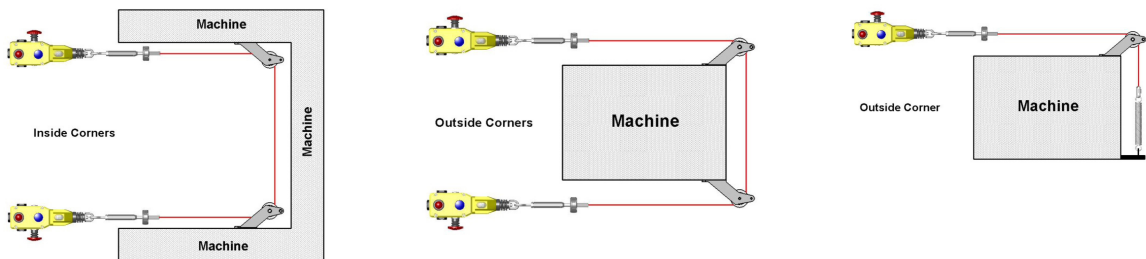 Machine
Inside Corners
Machine
Machine
Outside Corners
Machine
Outside Corner
Machine